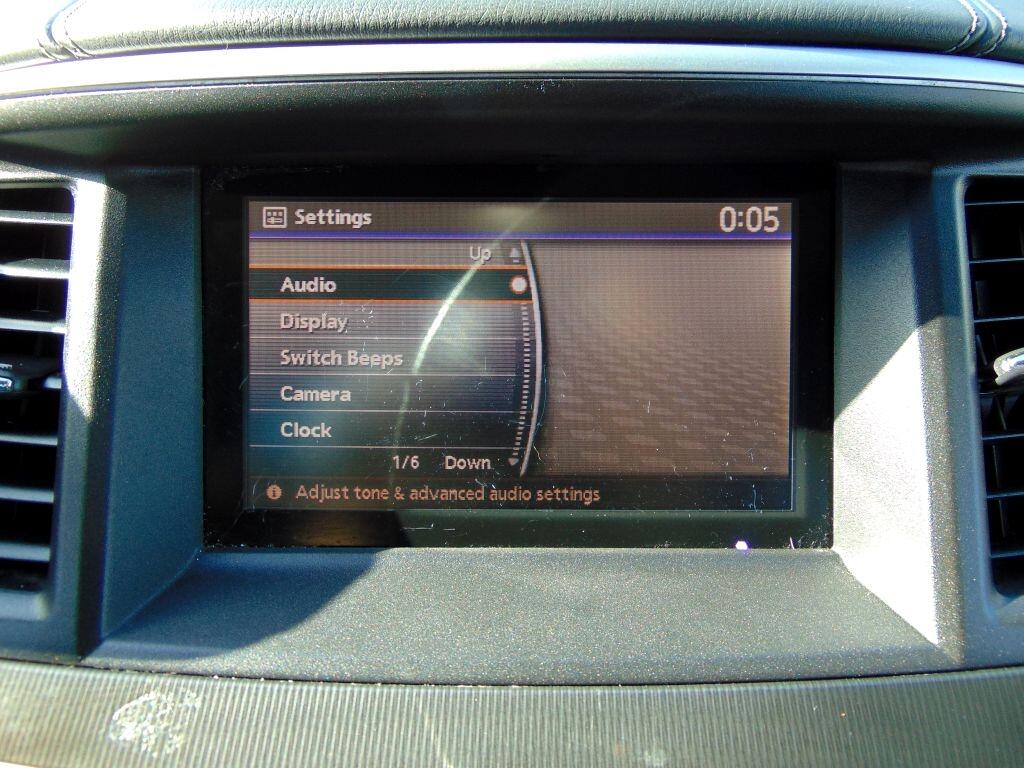 Settings
0:05
Up
Audio
Display
Switch Beeps
Camera
Clock
1/6 Down
Adjust tone & advanced audio settings